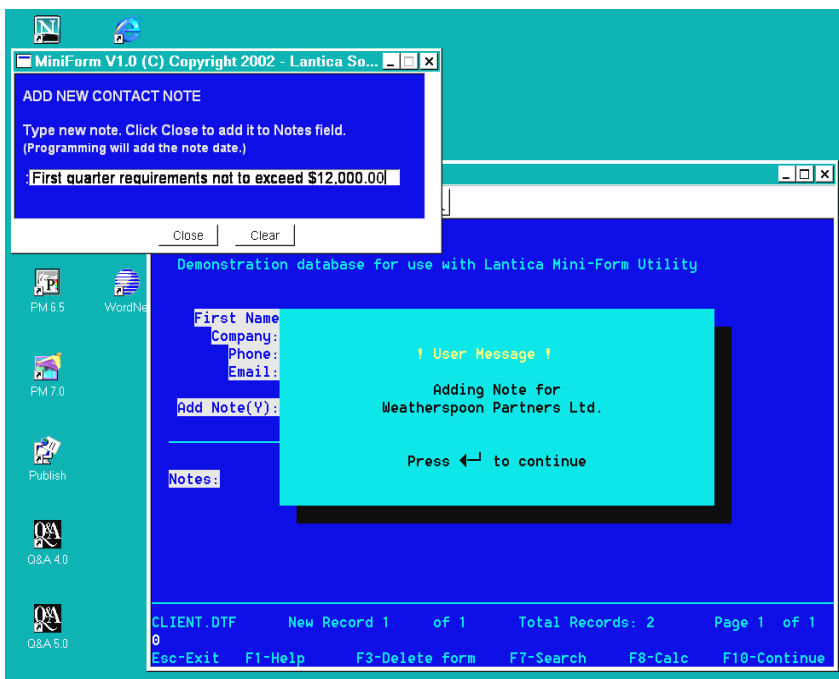 N
MiniForm V1.0 (C) Copyright 2002 - Lantica So...
ADD NEW CONTACT NOTE
Type new note. Click Close to add it to Notes field.
(Programming will add the note date.)
:First quarter requirements not to exceed $12,000.00
Close Clear
Demonstration database for use with Lantica Mini-Form Utility
PM 6.5
WordNe
First Name
Company:
Phone:
Email:
Add Note(Y):
! User Message !
Adding Note for
Weatherspoon Partners Ltd.
Press to continue
PM 7.0
Publish
Notes:
Q&A
Q&A 4.0
Q&A
Q&A 5.0
CLIENT.DTF New Record 1 of 1 Total Records: 2 Page 1 of 1
0
Esc-Exit F1-Help F3-Delete form F7-Search F8-Calc F10-Continue